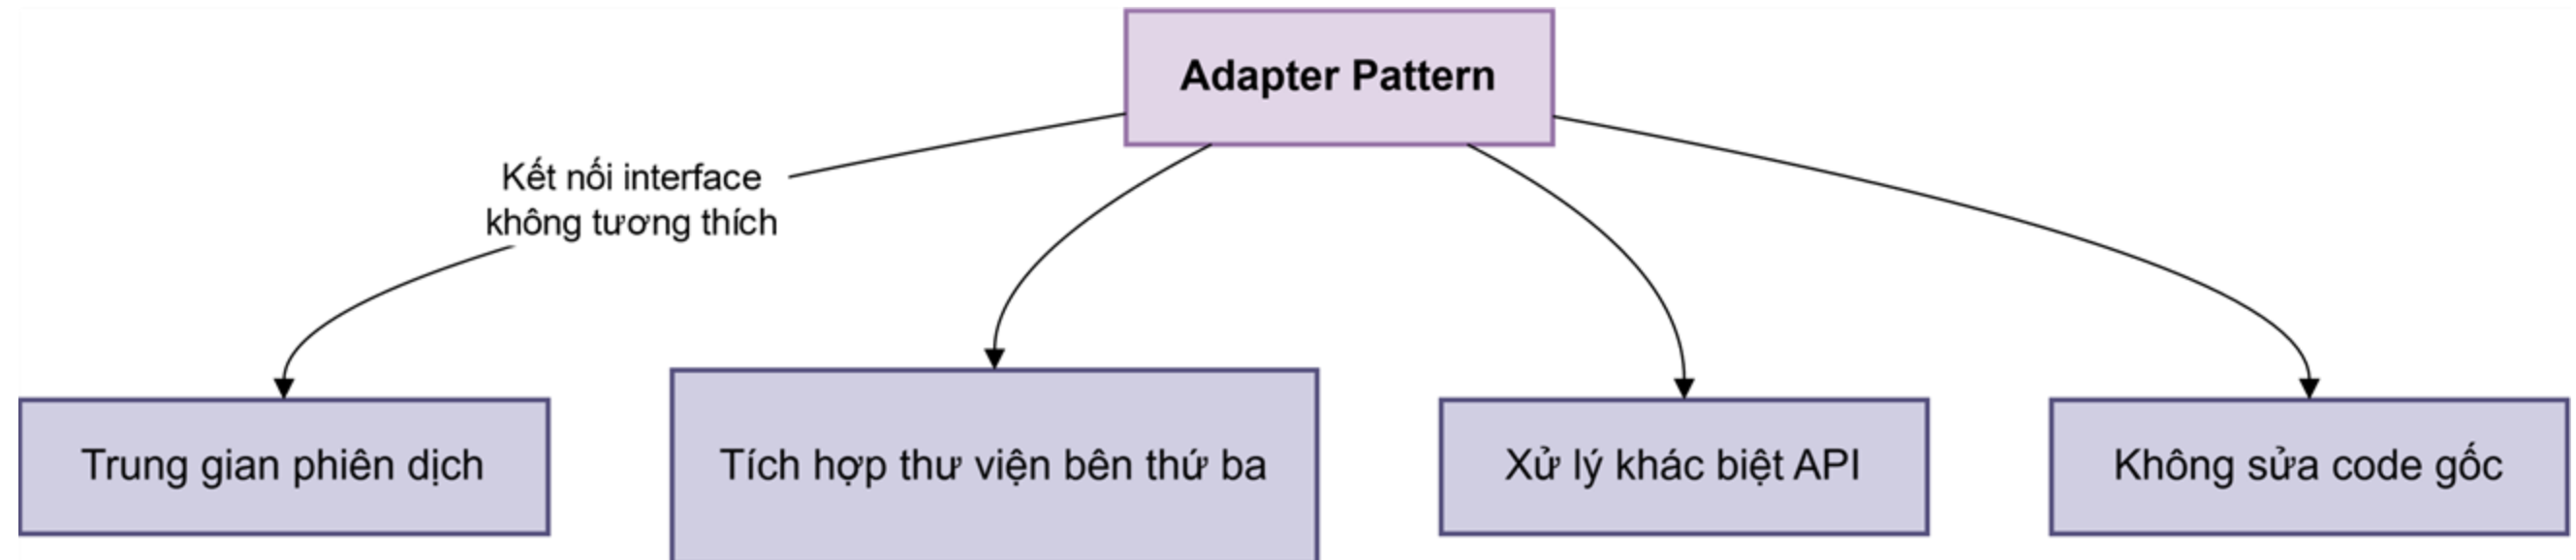 Adapter Pattern
Kết nối interface
không tương thích
Trung gian phiên dịch
Tích hợp thư viện bên thứ ba
Xử lý khác biệt API
Không sửa code gốc